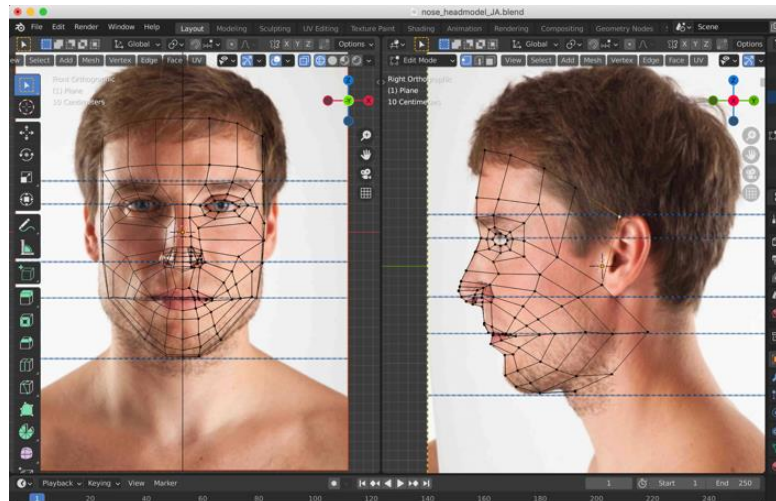 nose_headmodel_JA.blend
File Edit Render Window Help Layout Modeling Sculpting UV Editing Texture Paint Shading Animation Rendering Compositing Geometry Nodes Scene
Global X Y Z Options Global X Y Z Options
View Select Add Mesh Vertex Edge Face UV Edit Mode View Select Add Mesh Vertex Edge Face UV
Front Orthographic Right Orthographic
(1) Plane (1) Plane
10 Centimeters 10 Centimeters
Playback Keying View Marker 1 Start 1 End 250
1 20 40 60 80 100 120 140 160 180 200 220 240